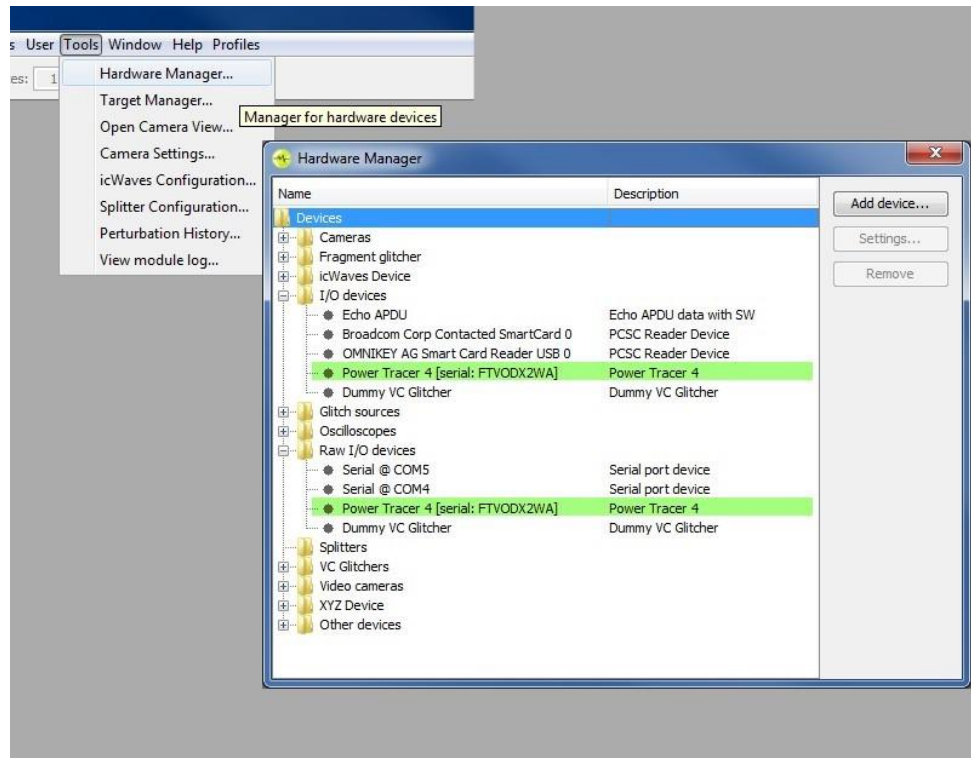 s User Tools Window Help Profiles
es: 1
Hardware Manager...
Target Manager...
Manager for hardware devices
Open Camera View...
Camera Settings...
icWaves Configuration...
Splitter Configuration...
Perturbation History...
View module log...
Hardware Manager
Name Description
Add device...
Settings...
Remove
Devices
Cameras
Fragment glitcher
icWaves Device
I/O devices
Echo APDU Echo APDU data with SW
Broadcom Corp Contacted SmartCard 0 PCSC Reader Device
OMNIKEY AG Smart Card Reader USB 0 PCSC Reader Device
Power Tracer 4 [serial: FTVODX2WA] Power Tracer 4
Dummy VC Glitcher Dummy VC Glitcher
Glitch sources
Oscilloscopes
Raw I/O devices
Serial @ COM5 Serial port device
Serial @ COM4 Serial port device
Power Tracer 4 [serial: FTVODX2WA] Power Tracer 4
Dummy VC Glitcher Dummy VC Glitcher
Splitters
VC Glitchers
Video cameras
XYZ Device
Other devices